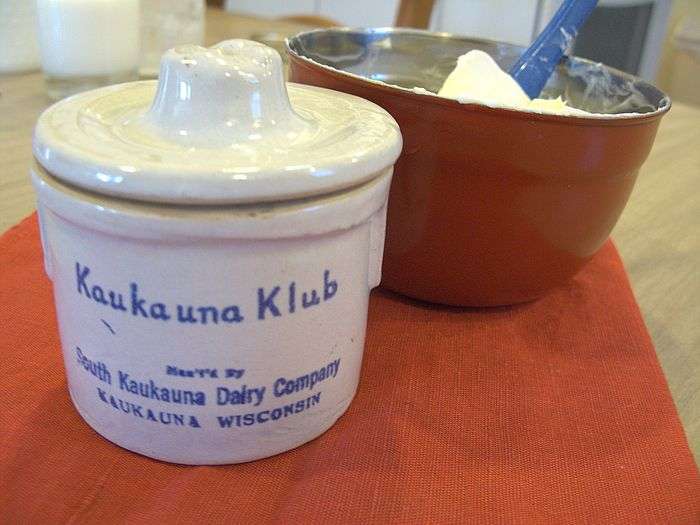 Kaukauna Klub
Man'f'd By
South Kaukauna Dairy Company
KAUKAUNA WISCONSIN